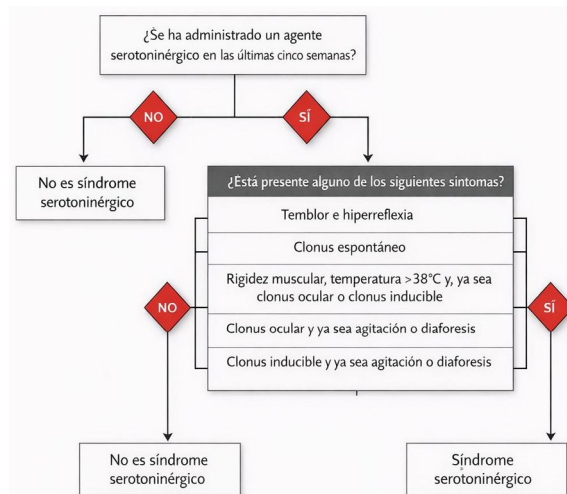 ¿Se ha administrado un agente
serotoninérgico en las últimas cinco semanas?
NO
SÍ
No es síndrome
serotoninérgico
¿Está presente alguno de los siguientes sintomas?
Temblor e hiperreflexia
Clonus espontáneo
Rigidez muscular, temperatura >38°C y, ya sea
clonus ocular o clonus inducible
NO
SÍ
Clonus ocular y ya sea agitación o diaforesis
Clonus inducible y ya sea agitación o diaforesis
No es síndrome
serotoninérgico
Síndrome
serotoninérgico